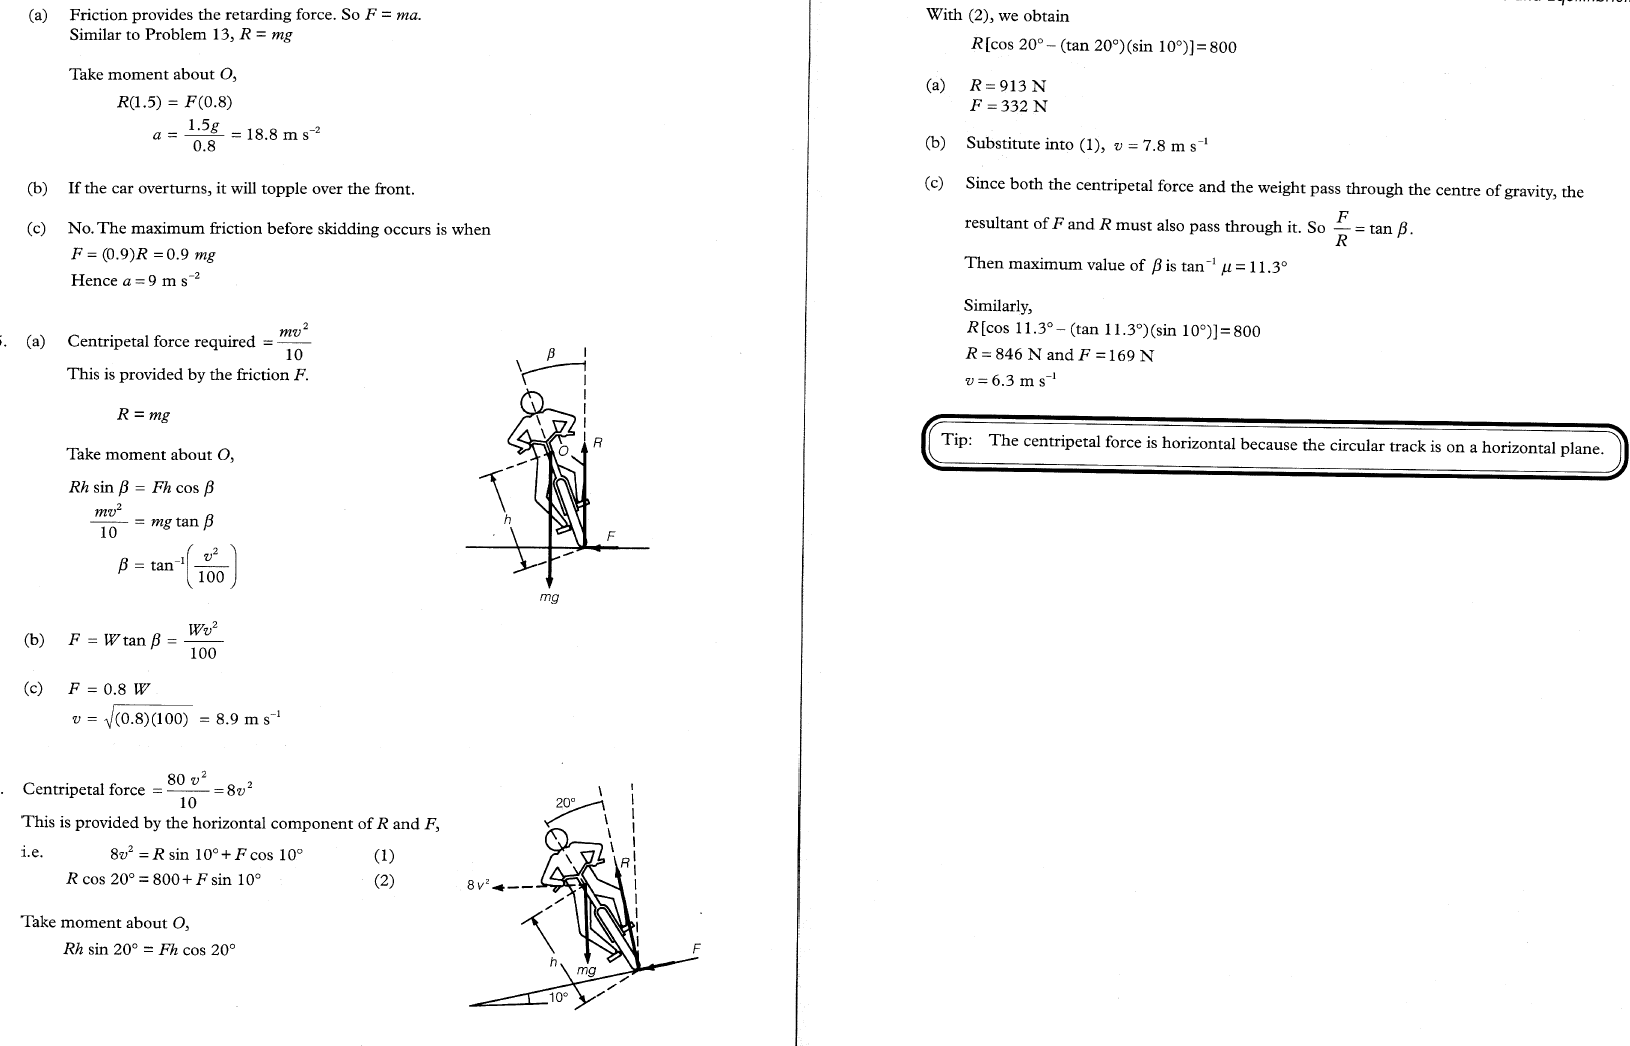 (a) Friction provides the retarding force. So F = ma.
Similar to Problem 13, R = mg
Take moment about O,
R(1.5) = F(0.8)
a = 1.5g / 0.8 = 18.8 m s⁻²
(b) If the car overturns, it will topple over the front.
(c) No. The maximum friction before skidding occurs is when
F = (0.9)R = 0.9 mg
Hence a = 9 m s⁻²
(a) Centripetal force required = mv² / 10
This is provided by the friction F.
R = mg
Take moment about O,
Rh sin β = Fh cos β
mv² / 10 = mg tan β
β = tan⁻¹(v² / 100)
β
R
O
h
F
mg
(b) F = W tan β = Wv² / 100
(c) F = 0.8 W
v = √(0.8)(100) = 8.9 m s⁻¹
. Centripetal force = 80 v² / 10 = 8v²
This is provided by the horizontal component of R and F,
i.e. 8v² = R sin 10° + F cos 10° (1)
R cos 20° = 800 + F sin 10° (2)
Take moment about O,
Rh sin 20° = Fh cos 20°
20°
R
8v²
F
h
mg
10°
With (2), we obtain
R[cos 20° – (tan 20°)(sin 10°)] = 800
(a) R = 913 N
F = 332 N
(b) Substitute into (1), v = 7.8 m s⁻¹
(c) Since both the centripetal force and the weight pass through the centre of gravity, the
resultant of F and R must also pass through it. So F / R = tan β.
Then maximum value of β is tan⁻¹ μ = 11.3°
Similarly,
R[cos 11.3° – (tan 11.3°)(sin 10°)] = 800
R = 846 N and F = 169 N
v = 6.3 m s⁻¹
Tip: The centripetal force is horizontal because the circular track is on a horizontal plane.